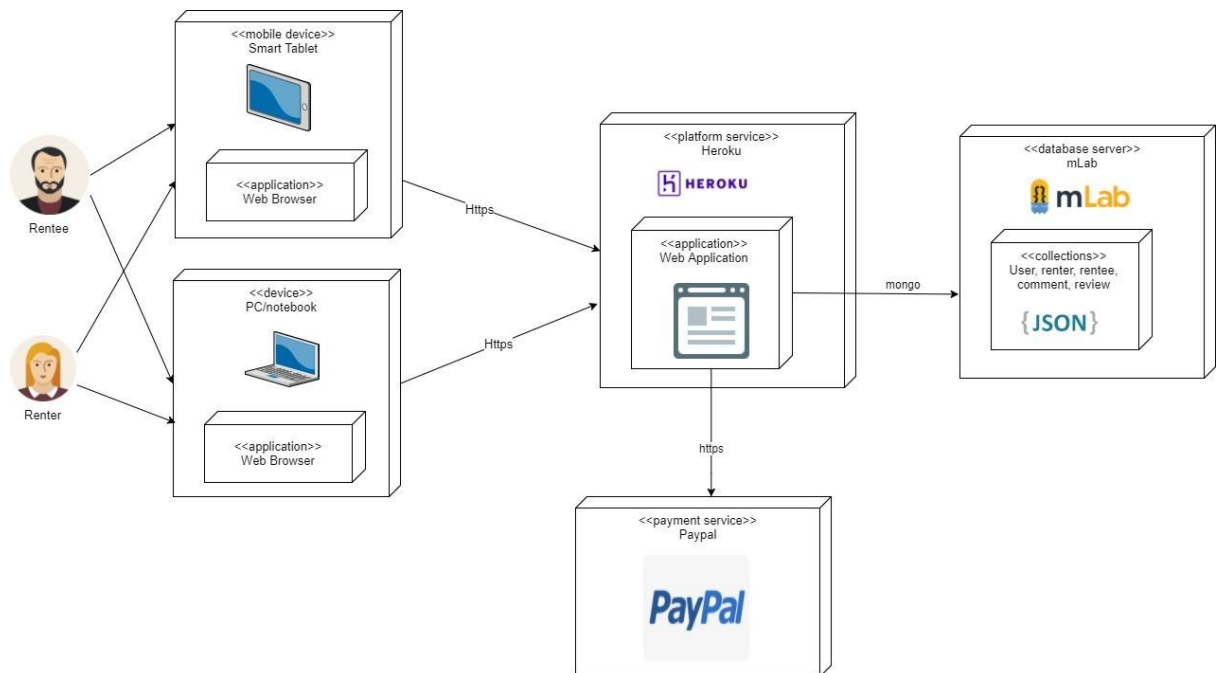 <<mobile device>>
Smart Tablet
<<application>>
Web Browser
Rentee
Https
<<device>>
PC/notebook
<<application>>
Web Browser
Renter
Https
<<platform service>>
Heroku
HEROKU
<<application>>
Web Application
mongo
<<database server>>
mLab
mLab
<<collections>>
User, renter, rentee,
comment, review
{JSON}
https
<<payment service>>
Paypal
PayPal